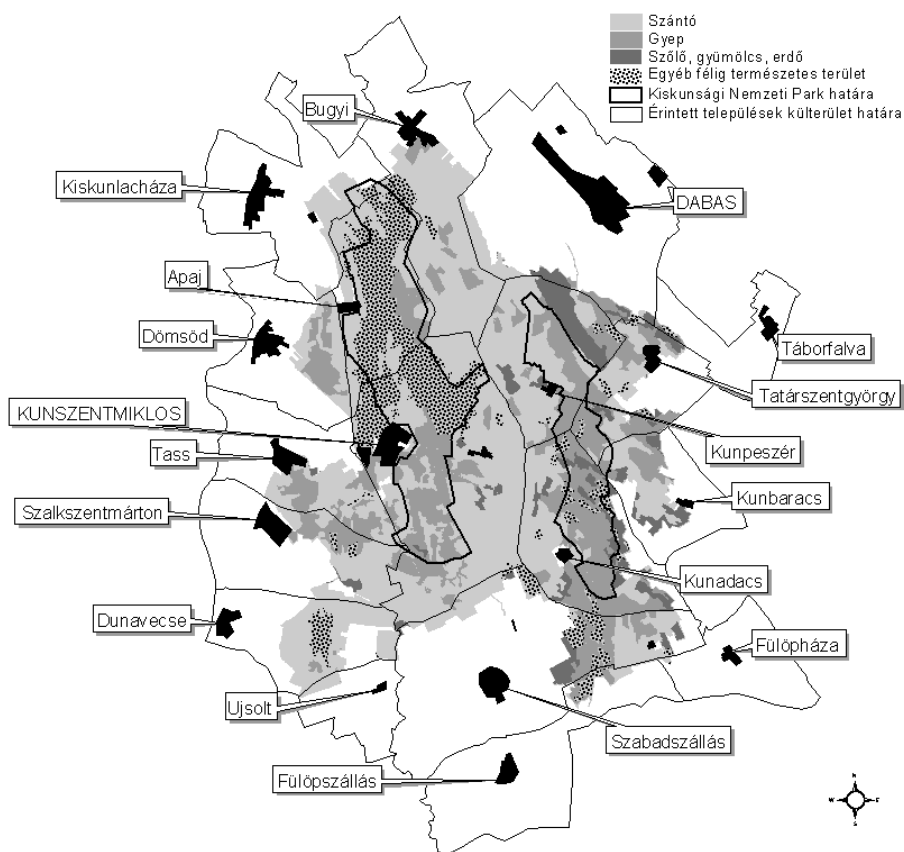 Szántó
Gyep
Szőlő, gyümölcs, erdő
Egyéb félig természetes terület
Kiskunsági Nemzeti Park határa
Érintett települések külterület határa
Bugyi
Kiskunlacháza
DABAS
Apaj
Dömsöd
Táborfalva
Tatárszentgyörgy
KUNSZENTMIKLOS
Tass
Kunpeszér
Szalkszentmárton
Kunbaracs
Kunadacs
Dunavecse
Fülöpháza
Ujsolt
Szabadszállás
Fülöpszállás
N
W
E
S